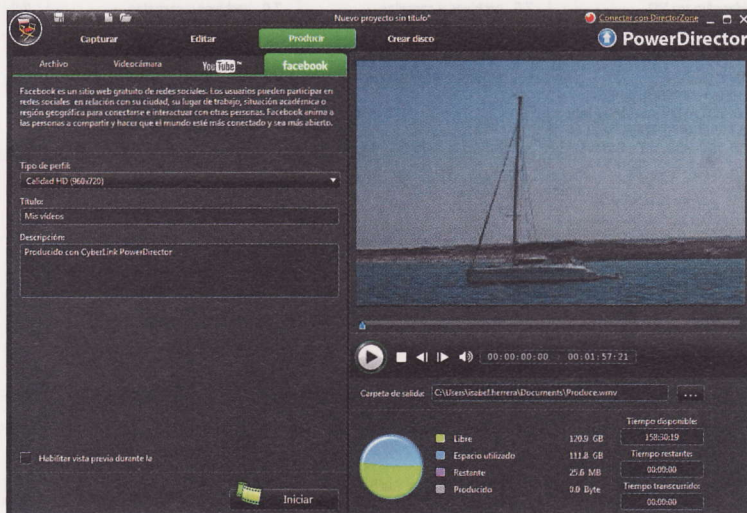 Nuevo proyecto sin título*
Conectar con DirectorZone
Capturar
Editar
Producir
Crear disco
PowerDirector
Archivo
Videocámara
YouTube™
facebook
Facebook es un sitio web gratuito de redes sociales. Los usuarios pueden participar en
redes sociales en relación con su ciudad, su lugar de trabajo, situación académica o
región geográfica para conectarse e interactuar con otras personas. Facebook anima a
las personas a compartir y hacer que el mundo esté más conectado y sea más abierto.
Tipo de perfil:
Calidad HD (960x720)
Título:
Mis vídeos
Descripción:
Producido con CyberLink PowerDirector
Habilitar vista previa durante la
Iniciar
00:00:00:00 00:01:57:21
Carpeta de salida: C:\Users\isabel.herrera\Documents\Produce.wmv ...
Libre 120.9 GB
Espacio utilizado 111.8 GB
Restante 25.6 MB
Producido 0.0 Byte
Tiempo disponible:
158:30:19
Tiempo restante:
00:00:00
Tiempo transcurrido:
00:00:00